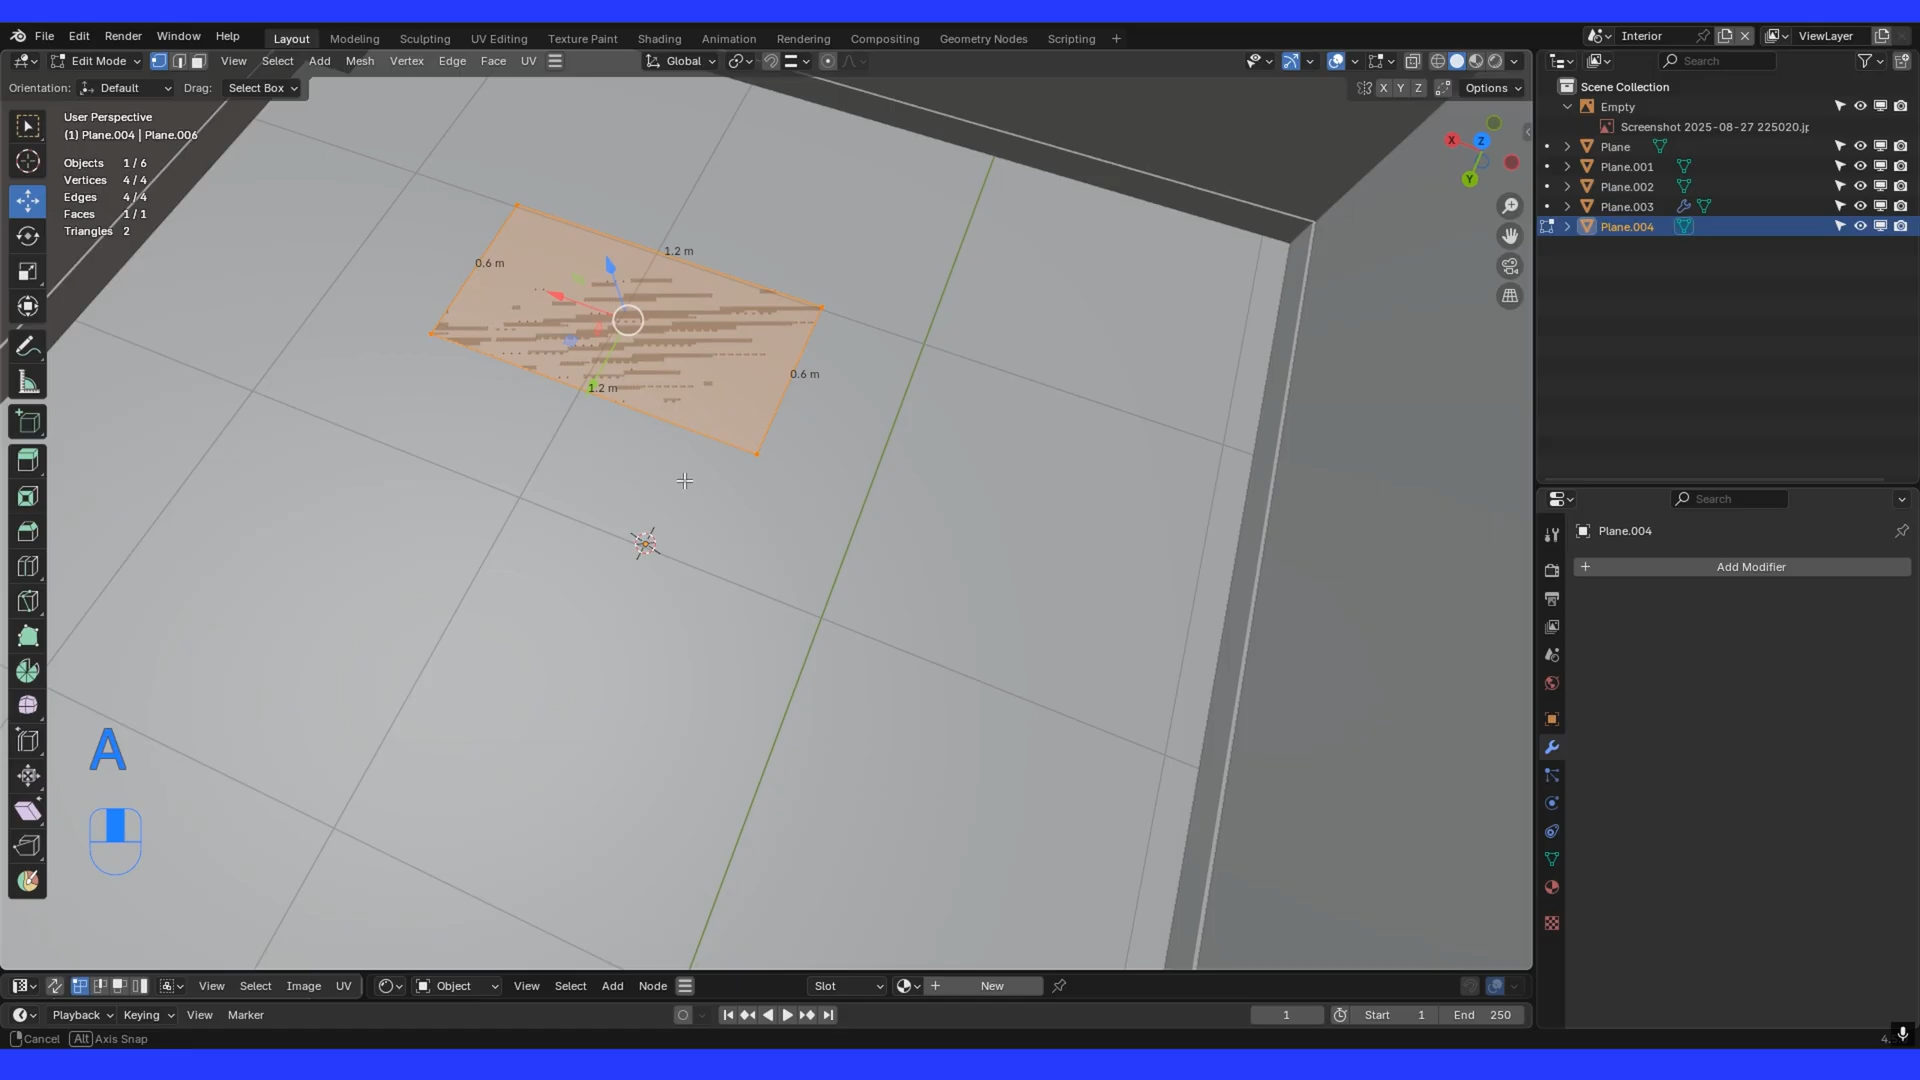 File Edit Render Window Help Layout Modeling Sculpting UV Editing Texture Paint Shading Animation Rendering Compositing Geometry Nodes Scripting + Interior ViewLayer
Edit Mode View Select Add Mesh Vertex Edge Face UV Global Search
Orientation: Default Drag: Select Box X Y Z Options
Scene Collection
Empty
Screenshot 2025-08-27 225020.jp
Plane
Plane.001
Plane.002
Plane.003
Plane.004
User Perspective
(1) Plane.004 | Plane.006
Objects 1 / 6
Vertices 4 / 4
Edges 4 / 4
Faces 1 / 1
Triangles 2
X Z Y
1.2 m
0.6 m
0.6 m
1.2 m
Search
Plane.004
+ Add Modifier
A
View Select Image UV Object View Select Add Node Slot + New
Playback Keying View Marker 1 Start 1 End 250
Cancel Alt Axis Snap